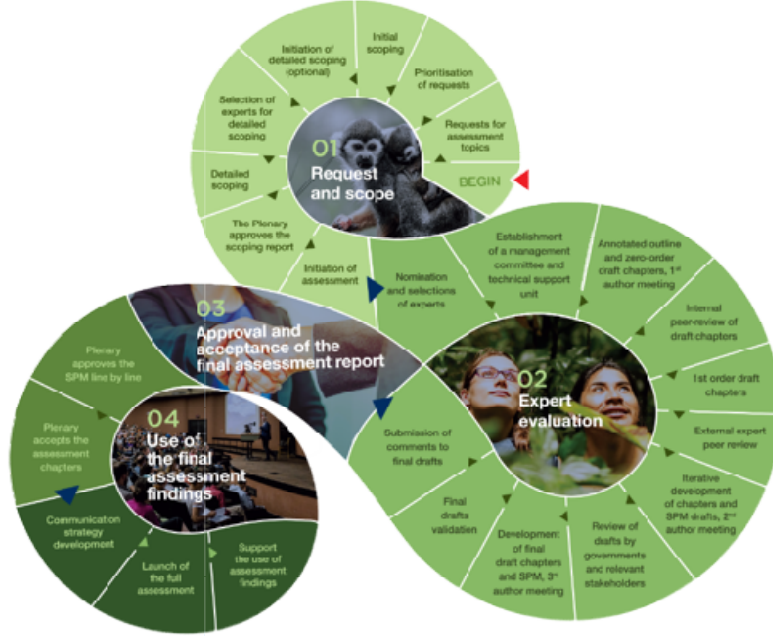 BEGIN
Requests for
assessment
topics
Prioritisation
of requests
Initial
scoping
Initiation of
detailed scoping
(optional)
Selection of
experts for
detailed
scoping
Detailed
scoping
The Plenary
approves the
scoping report
Initiation of
assessment
01
Request
and scope
Nomination
and selections
of experts
Establishment
of a management
committee and
technical support
unit
Annotated outline
and zero-order
draft chapters, 1st
author meeting
Internal
peer-review of
draft chapters
1st order draft
chapters
External expert
peer review
Iterative
development
of chapters and
SPM drafts, 2nd
author meeting
Review of
drafts by
governments
and relevant
stakeholders
Development
of final
draft chapters
and SPM, 3rd
author meeting
Final
drafts
validation
Submission of
comments to
final drafts
02
Expert
evaluation
03
Approval and
acceptance of the
final assessment report
Plenary
approves the
SPM line by line
Plenary
accepts the
assessment
chapters
04
Use of
the final
assessment
findings
Communication
strategy
development
Launch of
the full
assessment
Support
the use of
assessment
findings